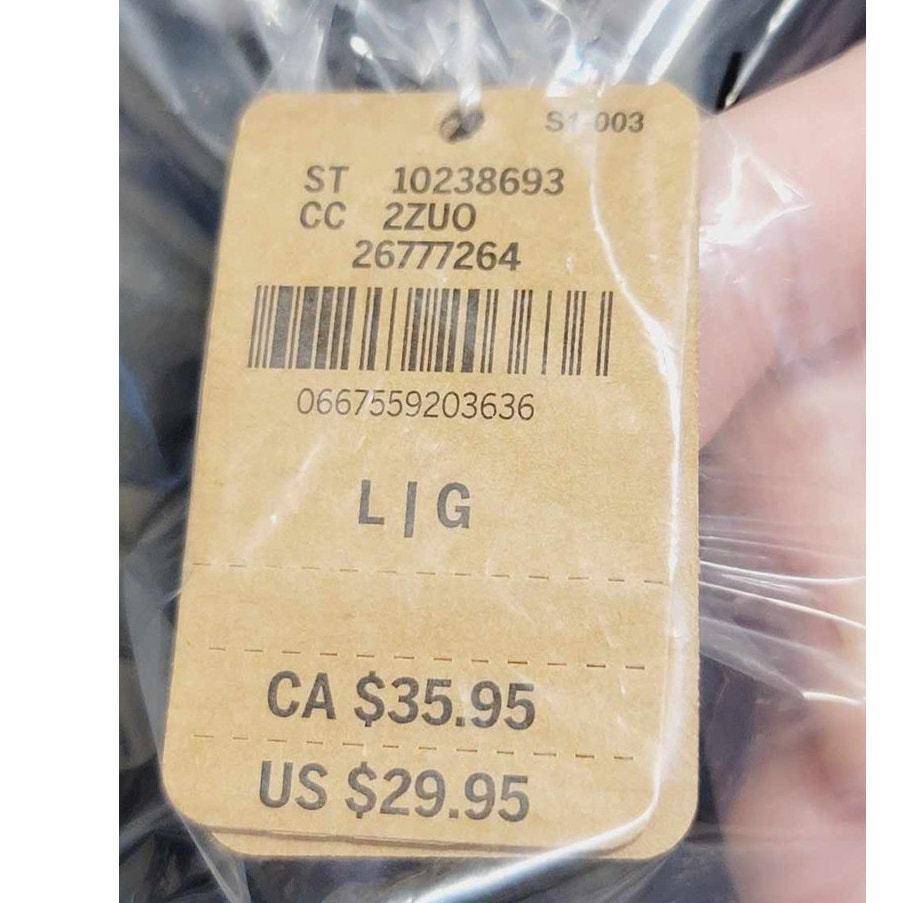 S1-003
ST 10238693
CC 2ZUO
26777264
0667559203636
L|G
CA $35.95
US $29.95